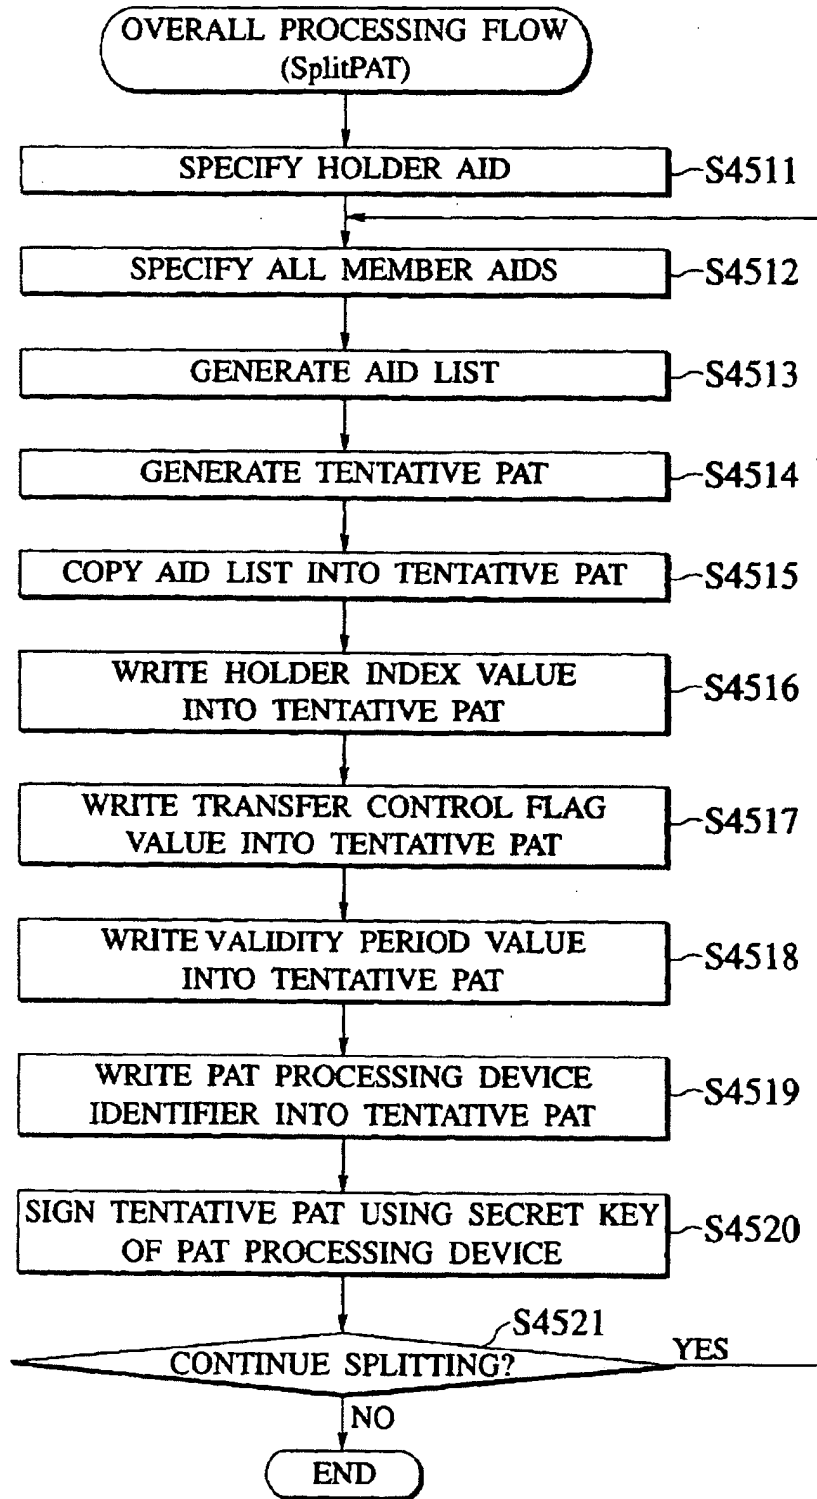 OVERALL PROCESSING FLOW
(SplitPAT)
SPECIFY HOLDER AID
S4511
SPECIFY ALL MEMBER AIDS
S4512
GENERATE AID LIST
S4513
GENERATE TENTATIVE PAT
S4514
COPY AID LIST INTO TENTATIVE PAT
S4515
WRITE HOLDER INDEX VALUE
INTO TENTATIVE PAT
S4516
WRITE TRANSFER CONTROL FLAG
VALUE INTO TENTATIVE PAT
S4517
WRITE VALIDITY PERIOD VALUE
INTO TENTATIVE PAT
S4518
WRITE PAT PROCESSING DEVICE
IDENTIFIER INTO TENTATIVE PAT
S4519
SIGN TENTATIVE PAT USING SECRET KEY
OF PAT PROCESSING DEVICE
S4520
S4521
CONTINUE SPLITTING?
YES
NO
END